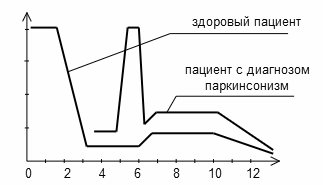 здоровый пациент
пациент с диагнозом
паркинсонизм
0 2 4 6 8 10 12